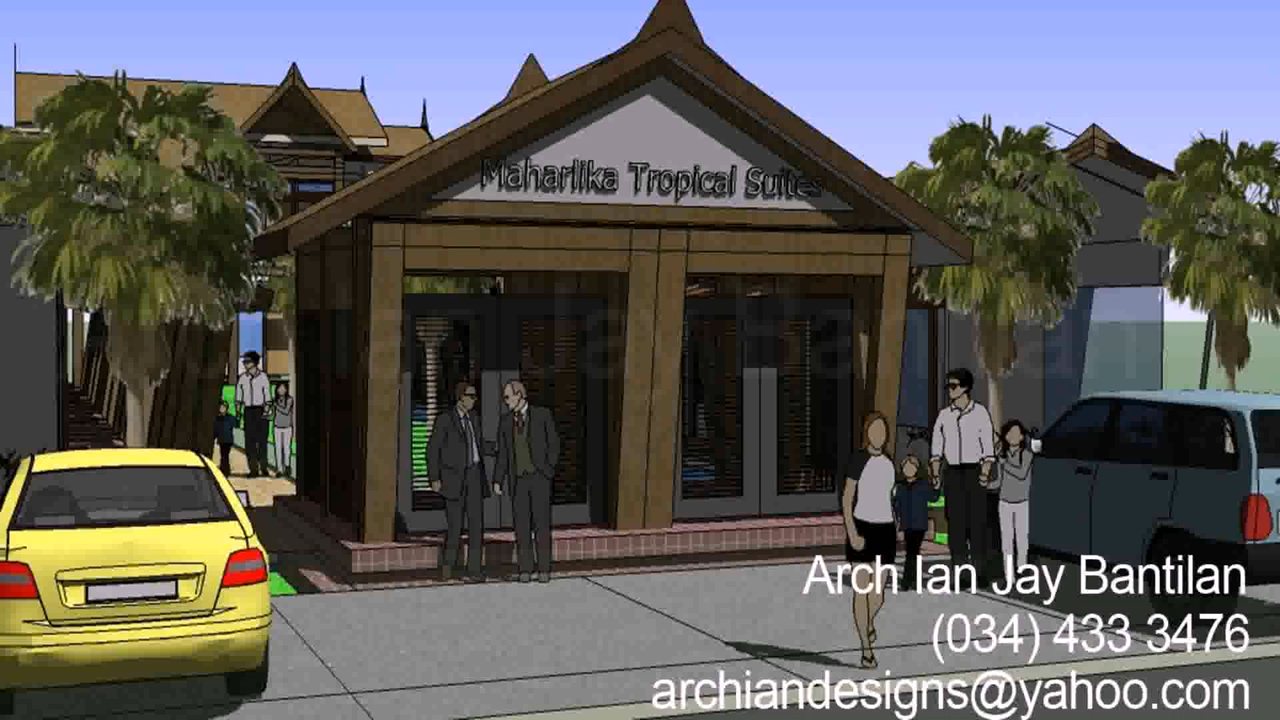 Maharlika Tropical Suites
Arch Ian Jay Bantilan
(034) 433 3476
archiandesigns@yahoo.com